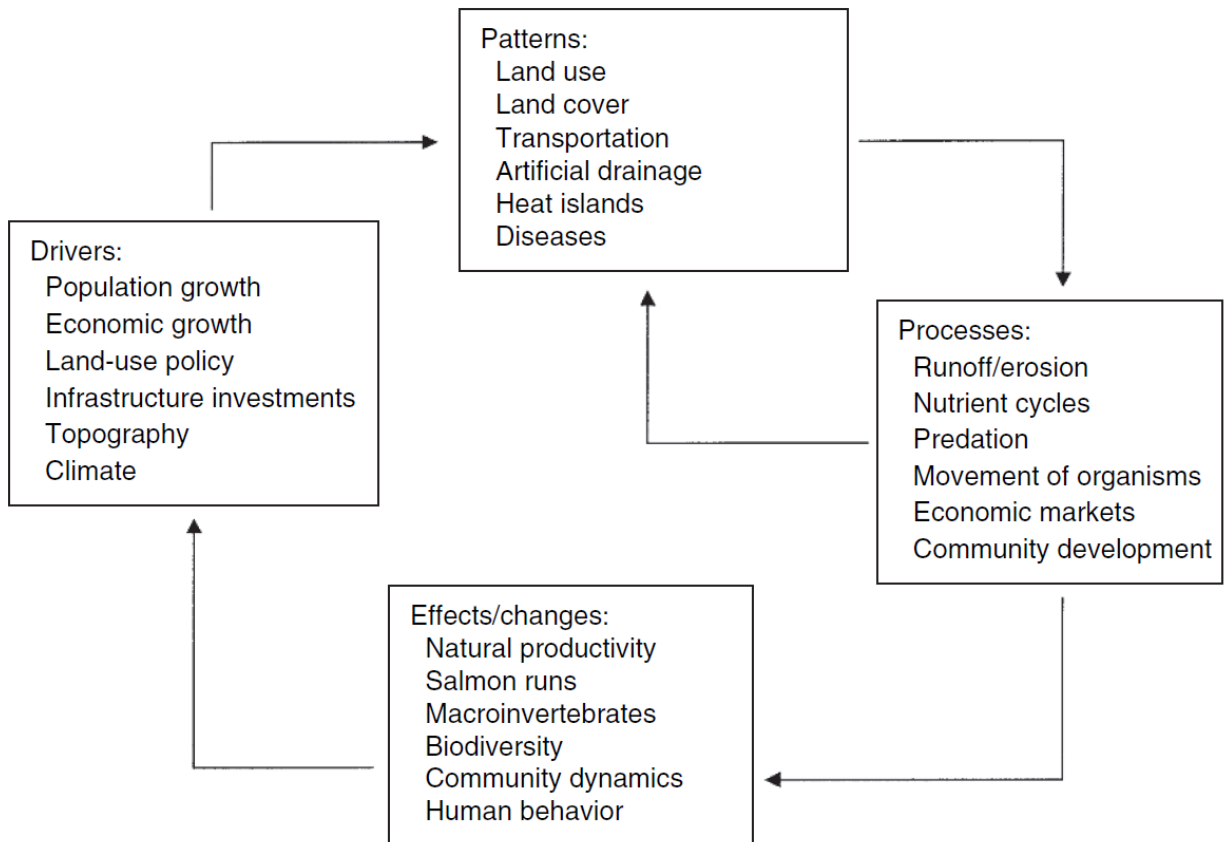 Patterns:
Land use
Land cover
Transportation
Artificial drainage
Heat islands
Diseases
Drivers:
Population growth
Economic growth
Land-use policy
Infrastructure investments
Topography
Climate
Processes:
Runoff/erosion
Nutrient cycles
Predation
Movement of organisms
Economic markets
Community development
Effects/changes:
Natural productivity
Salmon runs
Macroinvertebrates
Biodiversity
Community dynamics
Human behavior